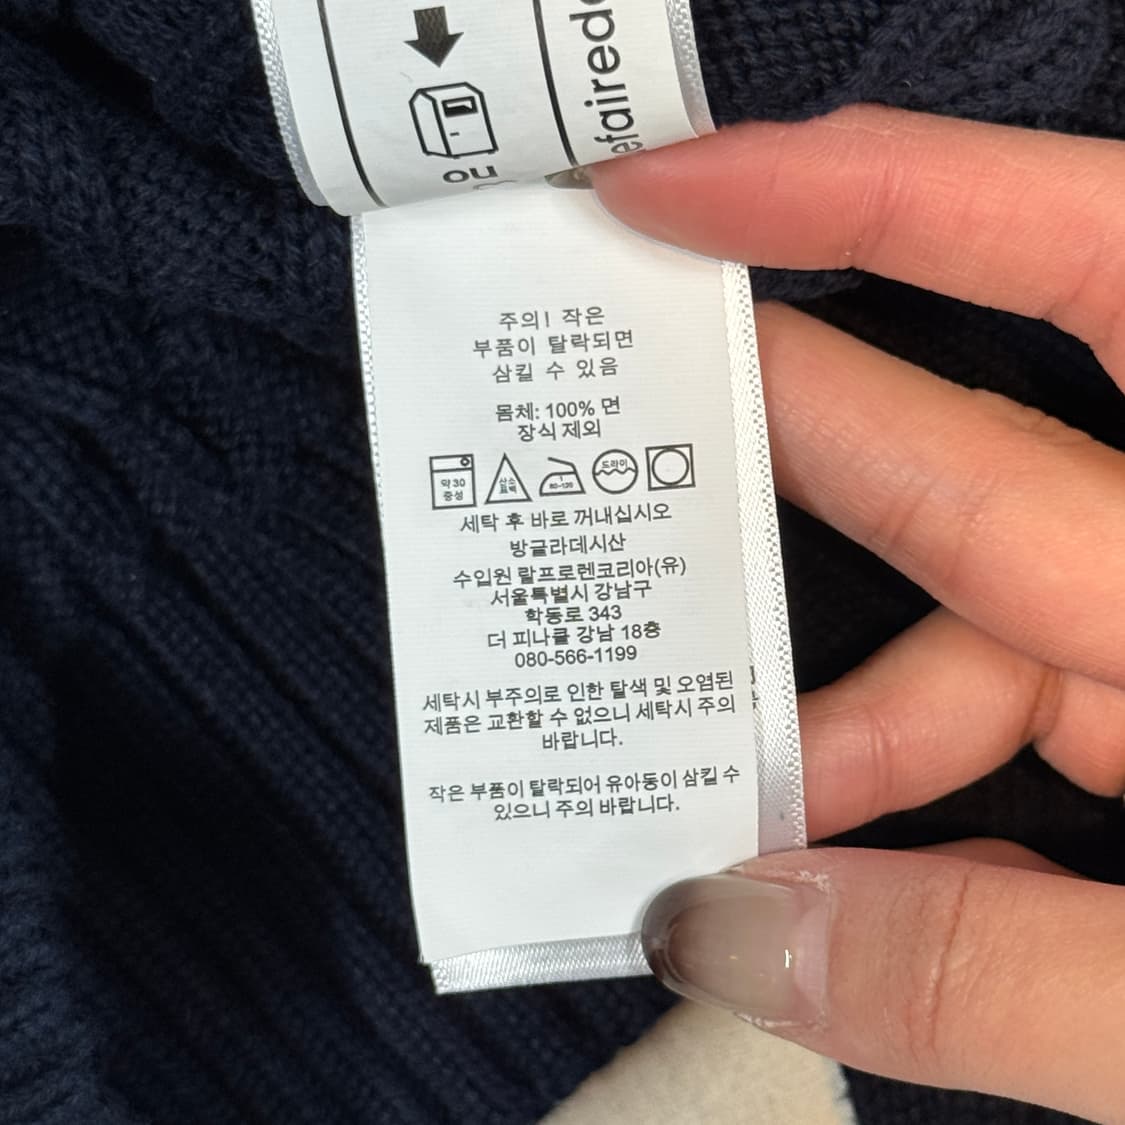 efaired
주의! 작은
부품이 탈락되면
삼킬 수 있음
몸체: 100% 면
장식 제외
약 30
중성
산소
표백
1
80~120
드라이
세탁 후 바로 꺼내십시오
방글라데시산
수입원 랄프로렌코리아(유)
서울특별시 강남구
학동로 343
더 피나클 강남 18층
080-566-1199
세탁시 부주의로 인한 탈색 및 오염된
제품은 교환할 수 없으니 세탁시 주의
바랍니다.
작은 부품이 탈락되어 유아동이 삼킬 수
있으니 주의 바랍니다.